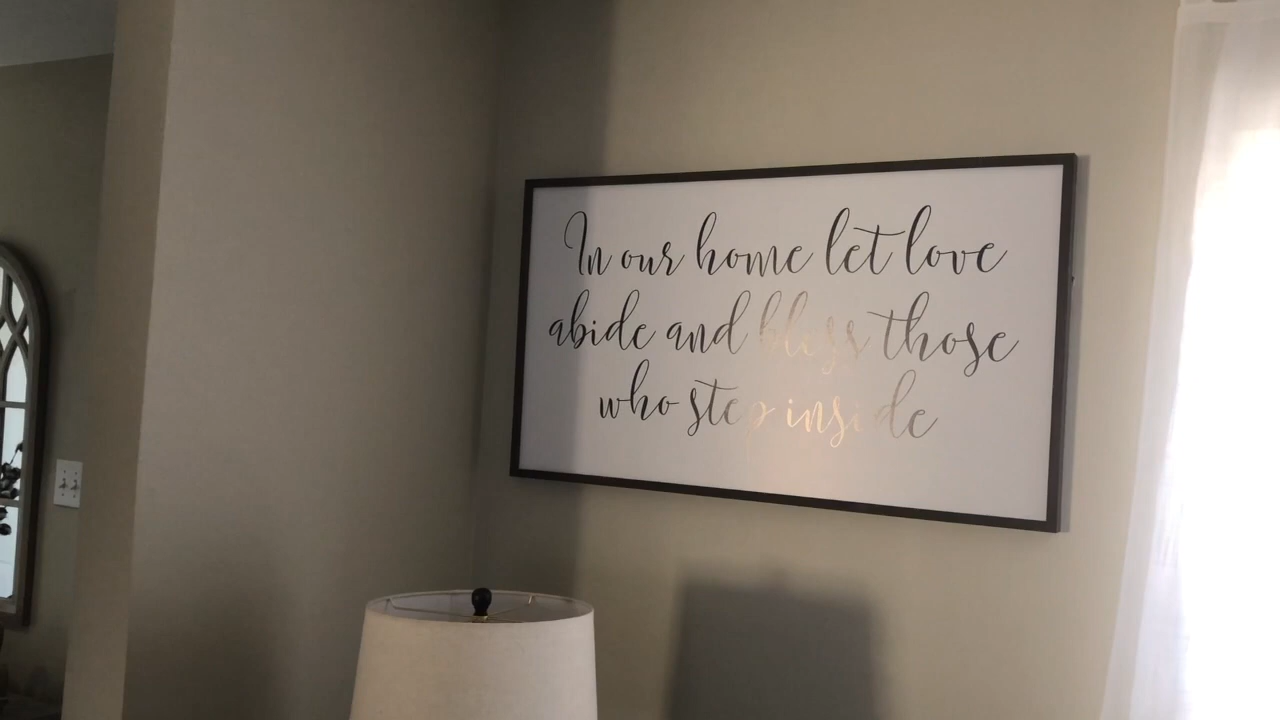 In our home let love
abide and bless those
who step inside